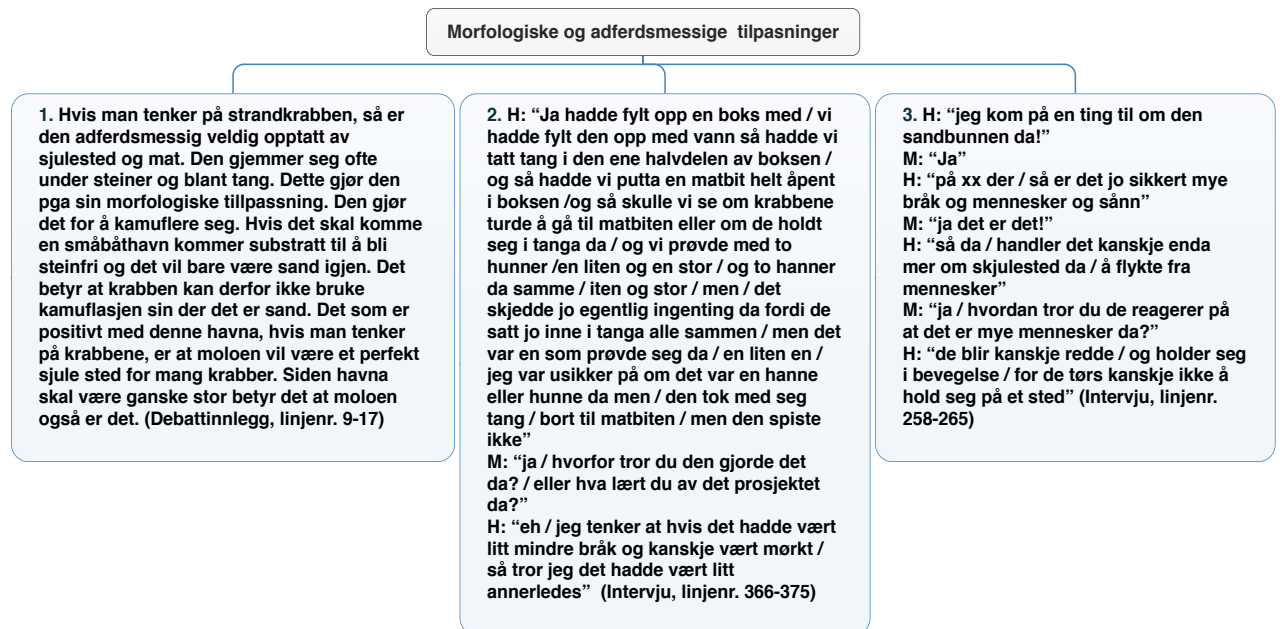 Morfologiske og adferdsmessige tilpasninger
1. Hvis man tenker på strandkrabben, så er
den adferdsmessig veldig opptatt av
sjulested og mat. Den gjemmer seg ofte
under steiner og blant tang. Dette gjør den
pga sin morfologiske tillpassning. Den gjør
det for å kamuflere seg. Hvis det skal komme
en småbåthavn kommer substratt til å bli
steinfri og det vil bare være sand igjen. Det
betyr at krabben kan derfor ikke bruke
kamuflasjen sin der det er sand. Det som er
positivt med denne havna, hvis man tenker
på krabbene, er at moloen vil være et perfekt
sjule sted for mang krabber. Siden havna
skal være ganske stor betyr det at moloen
også er det. (Debattinnlegg, linjenr. 9-17)
2. H: “Ja hadde fylt opp en boks med / vi
hadde fylt den opp med vann så hadde vi
tatt tang i den ene halvdelen av boksen /
og så hadde vi putta en matbit helt åpent
i boksen /og så skulle vi se om krabbene
turde å gå til matbiten eller om de holdt
seg i tanga da / og vi prøvde med to
hunner /en liten og en stor / og to hanner
da samme / iten og stor / men / det
skjedde jo egentlig ingenting da fordi de
satt jo inne i tanga alle sammen / men det
var en som prøvde seg da / en liten en /
jeg var usikker på om det var en hanne
eller hunne da men / den tok med seg
tang / bort til matbiten / men den spiste
ikke”
M: “ja / hvorfor tror du den gjorde det
da? / eller hva lært du av det prosjektet
da?”
H: “eh / jeg tenker at hvis det hadde vært
litt mindre bråk og kanskje vært mørkt /
så tror jeg det hadde vært litt
annerledes” (Intervju, linjenr. 366-375)
3. H: “jeg kom på en ting til om den
sandbunnen da!”
M: “Ja”
H: “på xx der / så er det jo sikkert mye
bråk og mennesker og sånn”
M: “ja det er det!”
H: “så da / handler det kanskje enda
mer om skjulested da / å flykte fra
mennesker”
M: “ja / hvordan tror du de reagerer på
at det er mye mennesker da?”
H: “de blir kanskje redde / og holder seg
i bevegelse / for de tørs kanskje ikke å
hold seg på et sted” (Intervju, linjenr.
258-265)